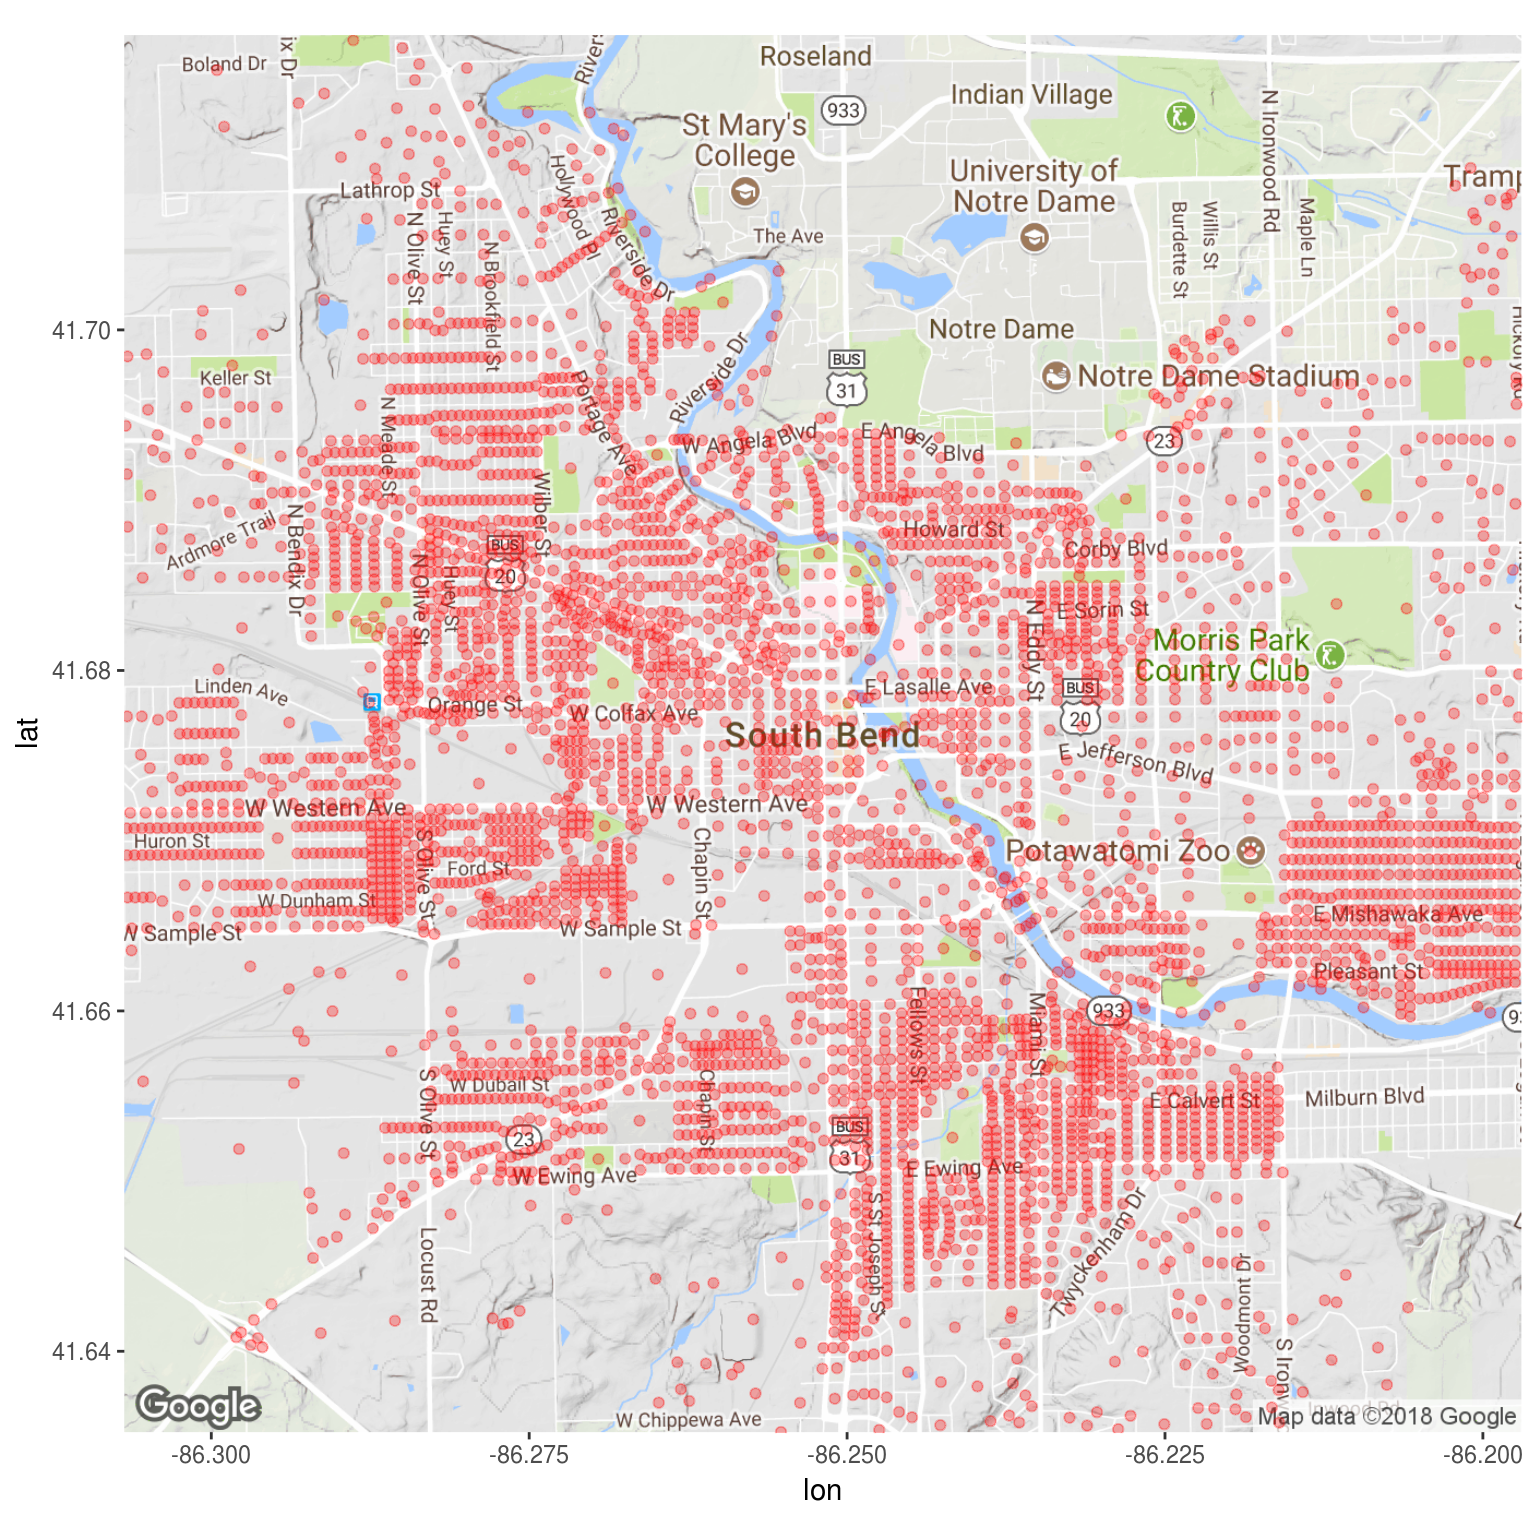 Boland Dr
Rivers
Roseland
933
Indian Village
N Ironwood Rd
St Mary's
College
University of
Notre Dame
Tramp
Lathrop St
Hollywood Pl
Riverside Dr
The Ave
N Olive St
Huey St
N Brookfield St
Burdette St
Willis St
Maple Ln
41.70
Notre Dame
BUS
31
Keller St
Riverside Dr
Notre Dame Stadium
N Meade St
Portage Ave
W Angela Blvd
E Angela Blvd
23
Wilber St
Ardmore Trail
N Bendix Dr
BUS
20
Howard St
Corby Blvd
N Olive St
Huey St
N Eddy St
E Sorin St
Morris Park
Country Club
41.68
Linden Ave
Orange St
W Colfax Ave
E Lasalle Ave
BUS
20
lat
South Bend
E Jefferson Blvd
W Western Ave
W Western Ave
Huron St
S Olive St
Ford St
Chapin St
Potawatomi Zoo
W Dunham St
E Mishawaka Ave
W Sample St
W Sample St
Pleasant St
41.66
Fellows St
Miami St
933
S Olive St
W Duball St
Chapin St
E Calvert St
Milburn Blvd
23
BUS
31
W Ewing Ave
E Ewing Ave
S St Joseph St
Twyckenham Dr
Locust Rd
Woodmont Dr
41.64
S Ironw
Google
W Chippewa Ave
Map data ©2018 Google
-86.300
-86.275
-86.250
-86.225
-86.200
lon